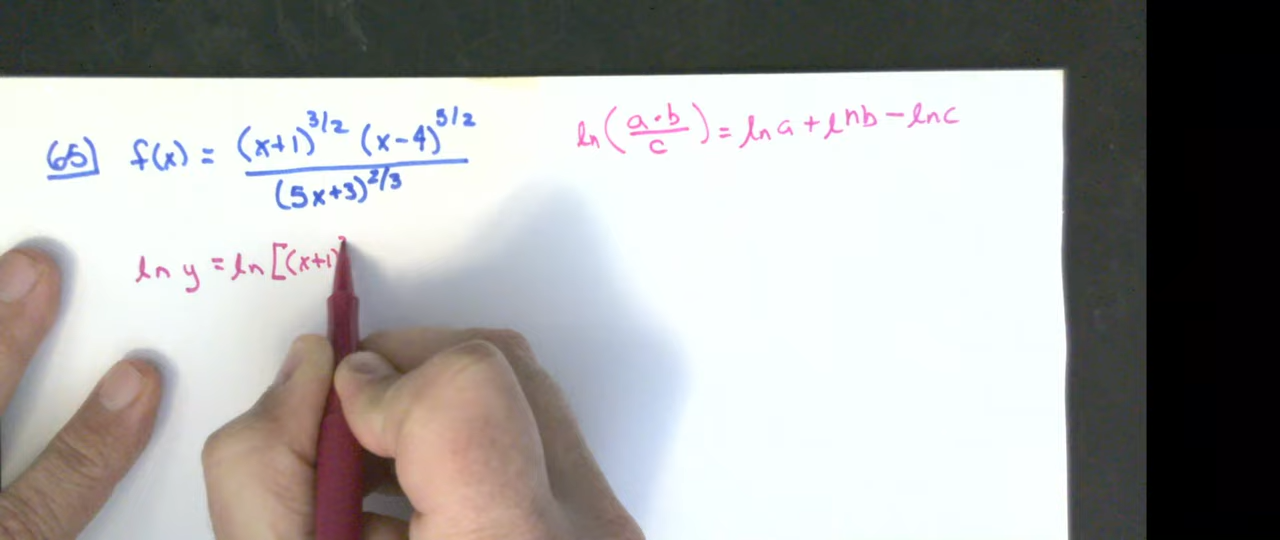 65) f(x) = (x+1)^{3/2} (x-4)^{5/2} / (5x+3)^{2/3}
ln (a·b / c) = ln a + ln b - ln c
ln y = ln [(x+1)